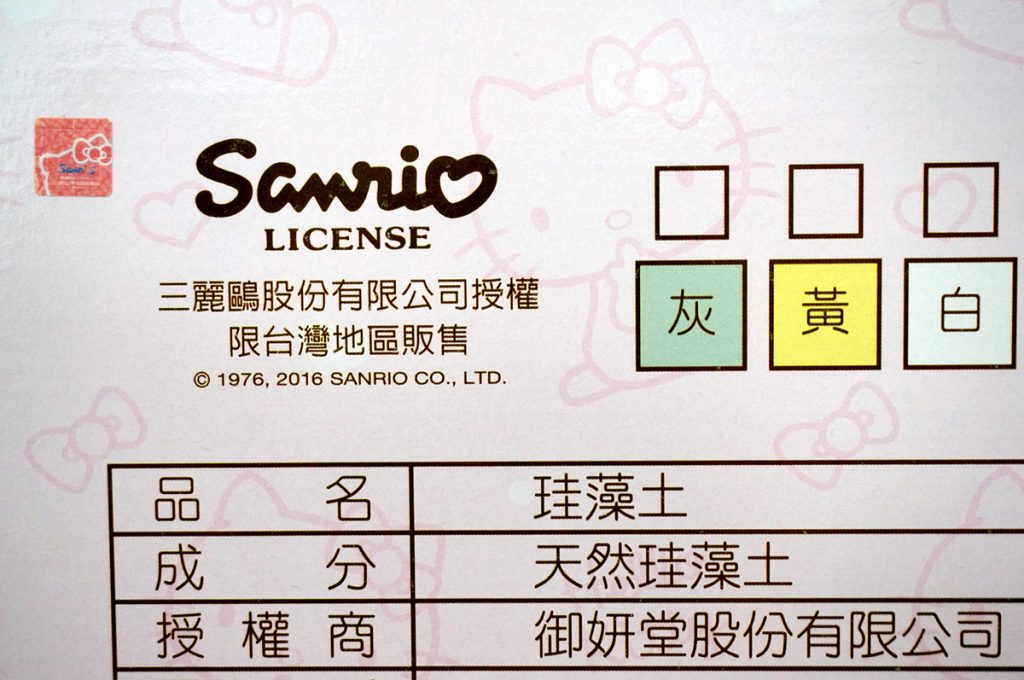 Sanrio
LICENSE
三麗鷗股份有限公司授權
限台灣地區販售
© 1976, 2016 SANRIO CO., LTD.
灰 黃 白
品名 珪藻土
成分 天然珪藻土
授權商 御妍堂股份有限公司